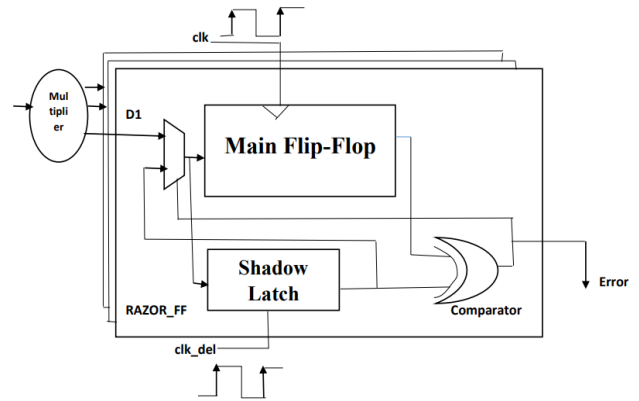 clk
Mul
tipli
er
D1
Main Flip-Flop
Shadow
Latch
RAZOR_FF
Comparator
Error
clk_del